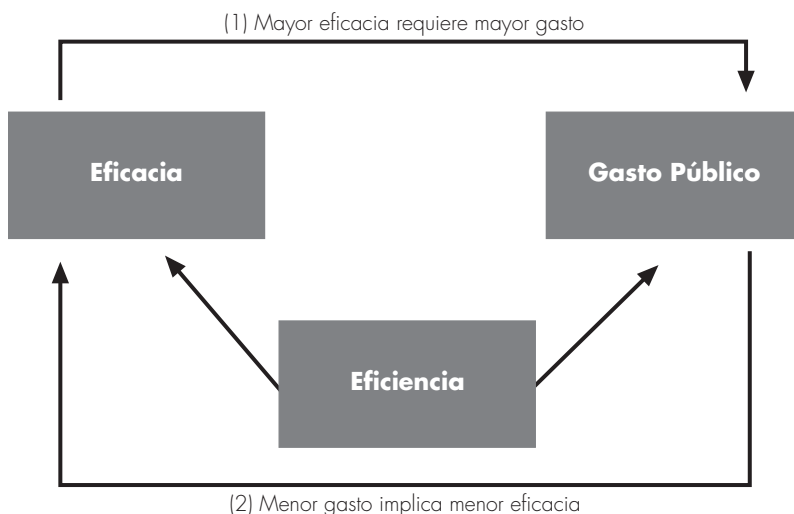 (1) Mayor eficacia requiere mayor gasto
Eficacia
Gasto Público
Eficiencia
(2) Menor gasto implica menor eficacia